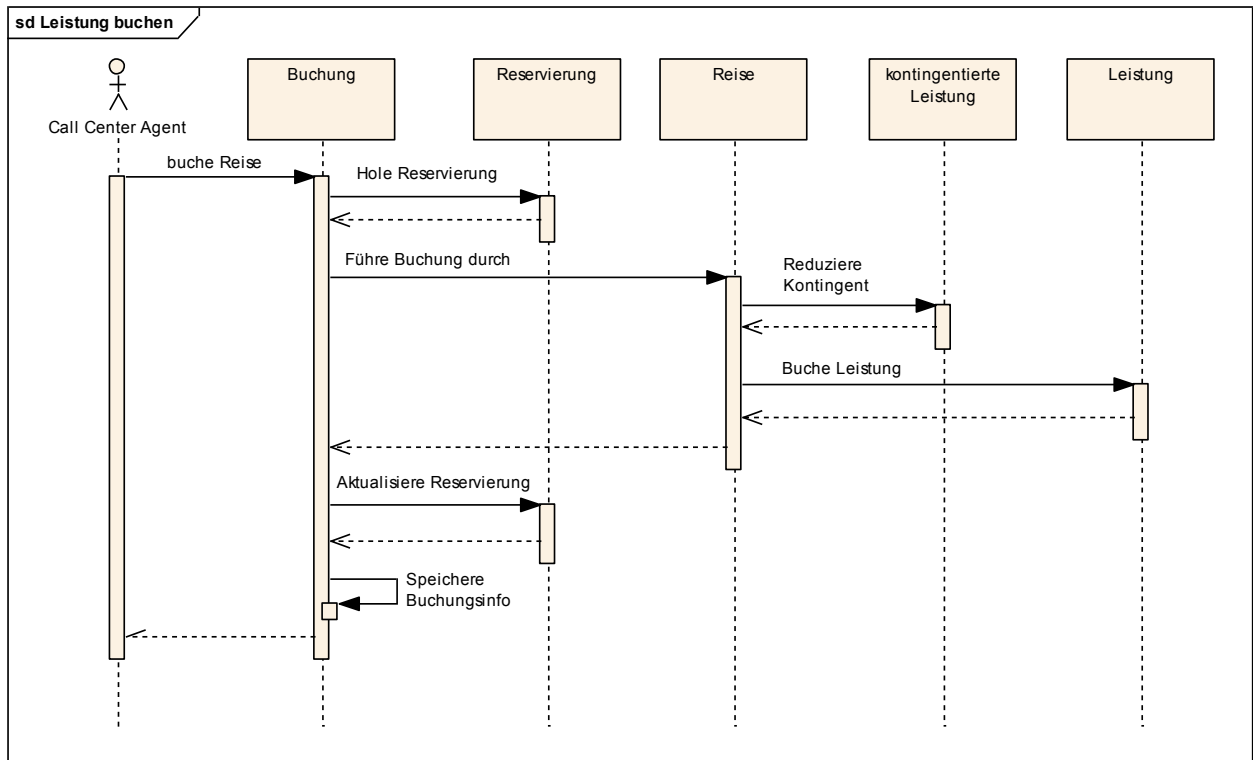 sd Leistung buchen
Call Center Agent
Buchung
Reservierung
Reise
kontingentierte
Leistung
Leistung
buche Reise
Hole Reservierung
Führe Buchung durch
Reduziere
Kontingent
Buche Leistung
Aktualisiere Reservierung
Speichere
Buchungsinfo